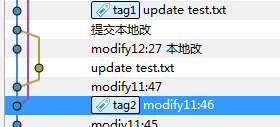 tag1 update test.txt
提交本地改
modify12:27 本地改
update test.txt
modify11:47
tag2 modify11:46
modify11:45